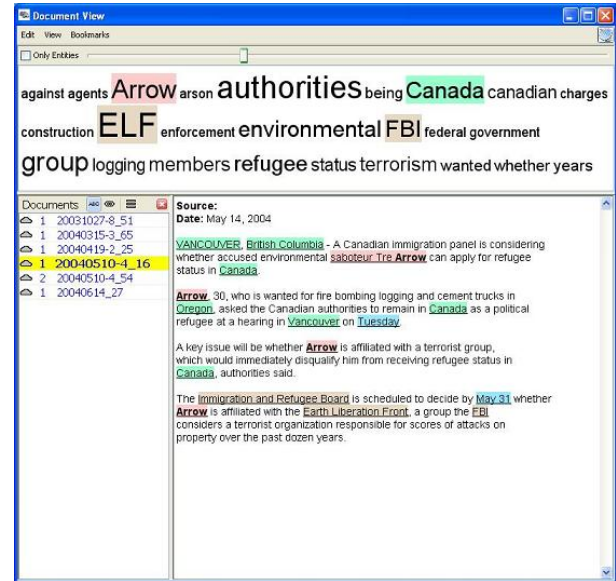 Document View
Edit View Bookmarks
Only Entities
against agents Arrow arson authorities being Canada canadian charges
construction ELF enforcement environmental FBI federal government
group logging members refugee status terrorism wanted whether years
Documents ABC
1 20031027-8_51
1 20040315-3_65
1 20040419-2_25
1 20040510-4_16
2 20040510-4_54
1 20040614_27
Source:
Date: May 14, 2004
VANCOUVER, British Columbia - A Canadian immigration panel is considering
whether accused environmental saboteur Tre Arrow can apply for refugee
status in Canada.
Arrow, 30, who is wanted for fire bombing logging and cement trucks in
Oregon, asked the Canadian authorities to remain in Canada as a political
refugee at a hearing in Vancouver on Tuesday.
A key issue will be whether Arrow is affiliated with a terrorist group,
which would immediately disqualify him from receiving refugee status in
Canada, authorities said.
The Immigration and Refugee Board is scheduled to decide by May 31 whether
Arrow is affiliated with the Earth Liberation Front, a group the FBI
considers a terrorist organization responsible for scores of attacks on
property over the past dozen years.